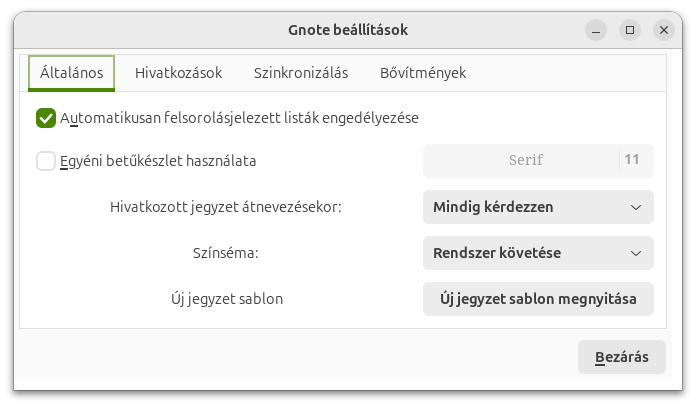 Gnote beállítások
Általános Hivatkozások Szinkronizálás Bővítmények
Automatikusan felsorolásjelezett listák engedélyezése
Egyéni betűkészlet használata Serif 11
Hivatkozott jegyzet átnevezésekor: Mindig kérdezzen
Színséma: Rendszer követése
Új jegyzet sablon Új jegyzet sablon megnyitása
Bezárás